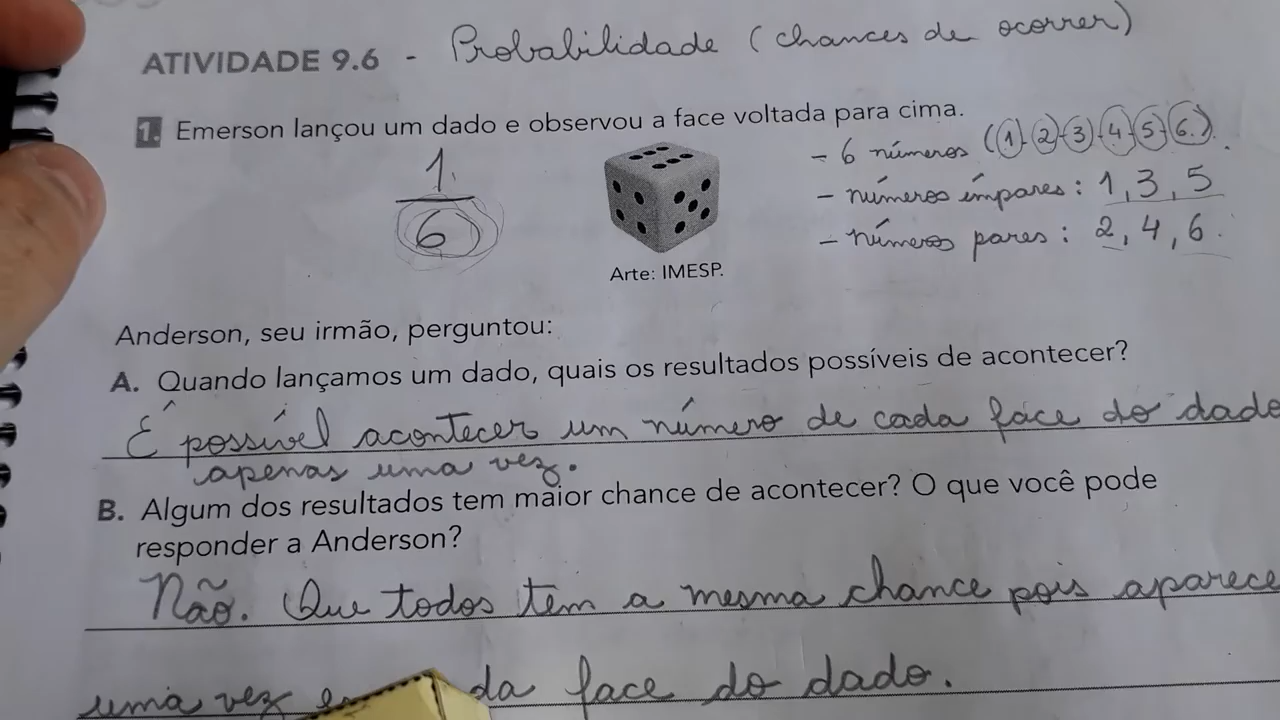 ATIVIDADE 9.6 - Probabilidade (chances de ocorrer)
1. Emerson lançou um dado e observou a face voltada para cima.
1
6
- 6 números (1-2-3-4-5-6).
- números ímpares: 1, 3, 5
- números pares: 2, 4, 6.
Arte: IMESP.
Anderson, seu irmão, perguntou:
A. Quando lançamos um dado, quais os resultados possíveis de acontecer?
É possível acontecer um número de cada face do dado
apenas uma vez.
B. Algum dos resultados tem maior chance de acontecer? O que você pode
responder a Anderson?
Não. Que todos têm a mesma chance pois aparece
uma vez da face do dado.